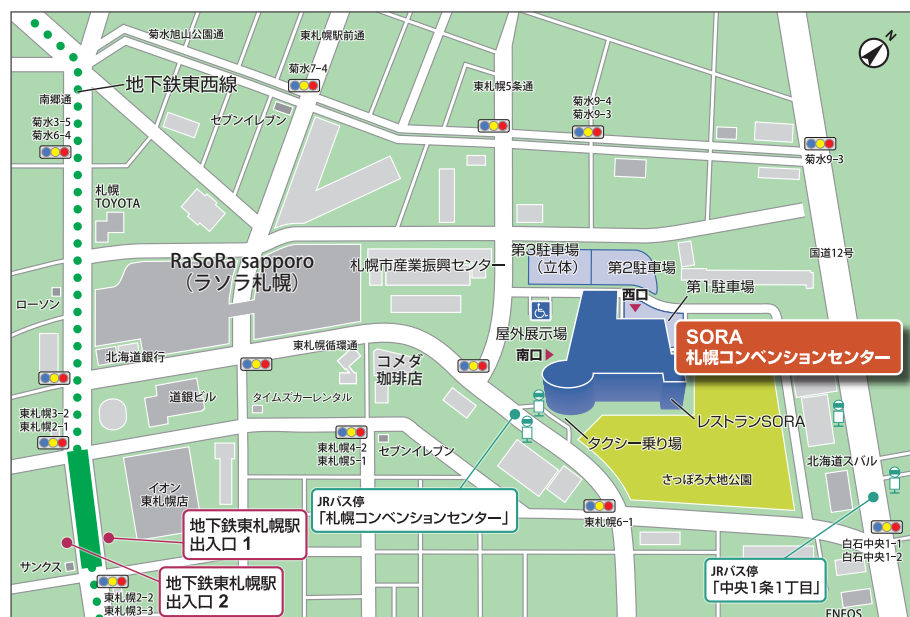 菊水旭山公園通
東札幌駅前通
N
菊水7-4
地下鉄東西線
南郷通
菊水3-5
菊水6-4
セブンイレブン
東札幌5条通
菊水9-4
菊水9-3
菊水9-3
札幌
TOYOTA
RaSoRa sapporo
（ラソラ札幌）
札幌市産業振興センター
第3駐車場
（立体）
第2駐車場
国道12号
西口
第1駐車場
ローソン
屋外展示場
南口
SORA
札幌コンベンションセンター
北海道銀行
東札幌循環通
コメダ
珈琲店
道銀ビル
タイムズカーレンタル
東札幌3-2
東札幌2-1
東札幌4-2
東札幌5-1
セブンイレブン
レストランSORA
タクシー乗り場
北海道スバル
さっぽろ大地公園
イオン
東札幌店
JRバス停
「札幌コンベンションセンター」
地下鉄東札幌駅
出入口 1
東札幌6-1
白石中央1-1
白石中央1-2
サンクス
地下鉄東札幌駅
出入口 2
JRバス停
「中央1条1丁目」
東札幌2-2
東札幌3-3
ENEOS